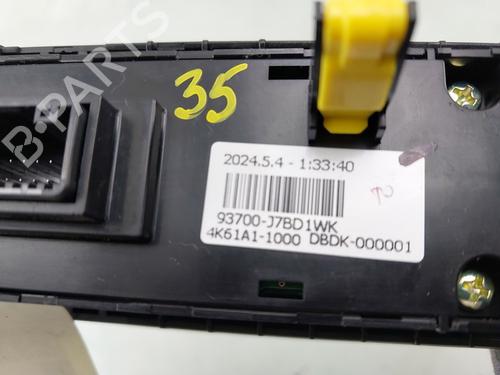 B-PARTS
35
2024.5.4 - 1:33:40
93700-J7BD1WK
4K61A1-1000 DBDK-000001